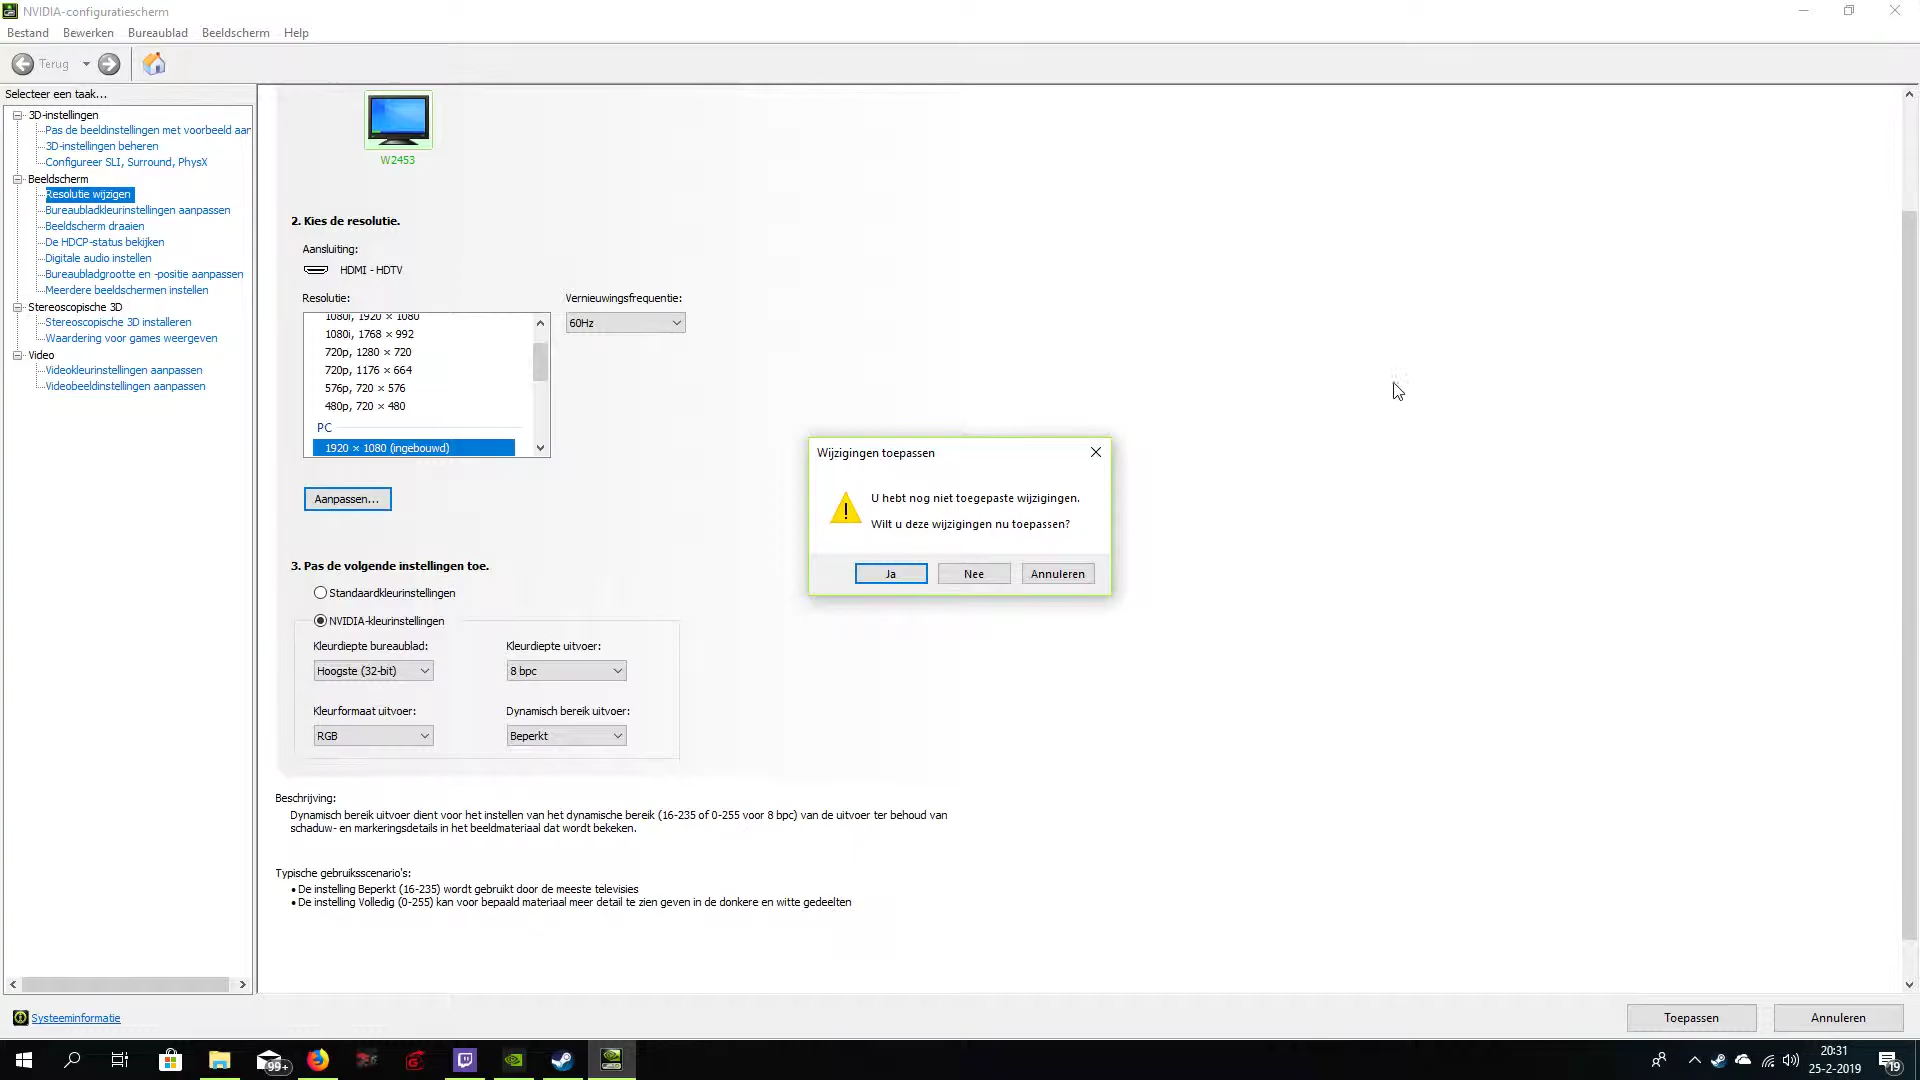 NVIDIA-configuratiescherm
Bestand Bewerken Bureaublad Beeldscherm Help
Terug
Selecteer een taak...
3D-instellingen
Pas de beeldinstellingen met voorbeeld aan
3D-instellingen beheren
Configureer SLI, Surround, PhysX
Beeldscherm
Resolutie wijzigen
Bureaubladkleurinstellingen aanpassen
Beeldscherm draaien
De HDCP-status bekijken
Digitale audio instellen
Bureaubladgrootte en -positie aanpassen
Meerdere beeldschermen instellen
Stereoscopische 3D
Stereoscopische 3D installeren
Waardering voor games weergeven
Video
Videokleurinstellingen aanpassen
Videobeeldinstellingen aanpassen
Systeeminformatie
W2453
2. Kies de resolutie.
Aansluiting:
HDMI - HDTV
Resolutie:
Vernieuwingsfrequentie:
1080i, 1920 × 1080
1080i, 1768 × 992
720p, 1280 × 720
720p, 1176 × 664
576p, 720 × 576
480p, 720 × 480
PC
1920 × 1080 (ingebouwd)
60Hz
Aanpassen...
3. Pas de volgende instellingen toe.
Standaardkleurinstellingen
NVIDIA-kleurinstellingen
Kleurdiepte bureaublad:
Kleurdiepte uitvoer:
Hoogste (32-bit)
8 bpc
Kleurformaat uitvoer:
Dynamisch bereik uitvoer:
RGB
Beperkt
Beschrijving:
Dynamisch bereik uitvoer dient voor het instellen van het dynamische bereik (16-235 of 0-255 voor 8 bpc) van de uitvoer ter behoud van
schaduw- en markeringsdetails in het beeldmateriaal dat wordt bekeken.
Typische gebruiksscenario's:
• De instelling Beperkt (16-235) wordt gebruikt door de meeste televisies
• De instelling Volledig (0-255) kan voor bepaald materiaal meer detail te zien geven in de donkere en witte gedeelten
Wijzigingen toepassen
U hebt nog niet toegepaste wijzigingen.
Wilt u deze wijzigingen nu toepassen?
Ja Nee Annuleren
Toepassen Annuleren
99+
20:31
25-2-2019
19